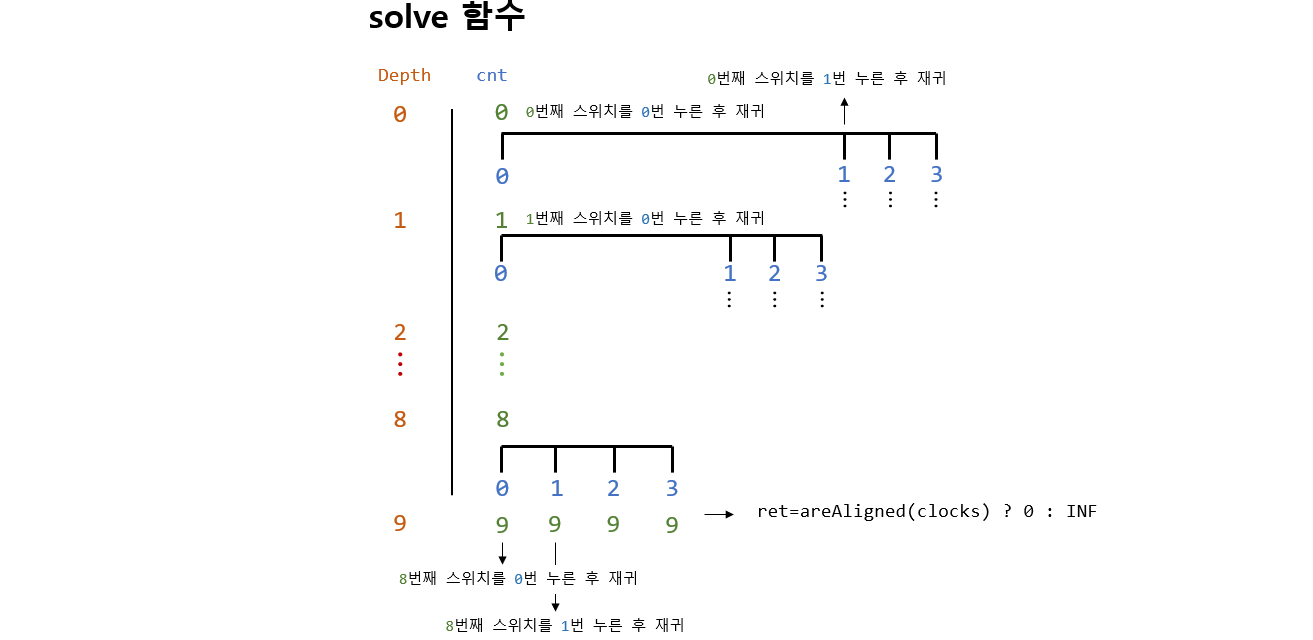 solve 함수
Depth cnt
0번째 스위치를 1번 누른 후 재귀
0 0 0번째 스위치를 0번 누른 후 재귀
0 1 2 3
⋮ ⋮ ⋮
1 1 1번째 스위치를 0번 누른 후 재귀
0 1 2 3
⋮ ⋮ ⋮
2 2
⋮ ⋮
8 8
0 1 2 3
9 9 9 9 9 ret=areAligned(clocks) ? 0 : INF
8번째 스위치를 0번 누른 후 재귀
8번째 스위치를 1번 누른 후 재귀